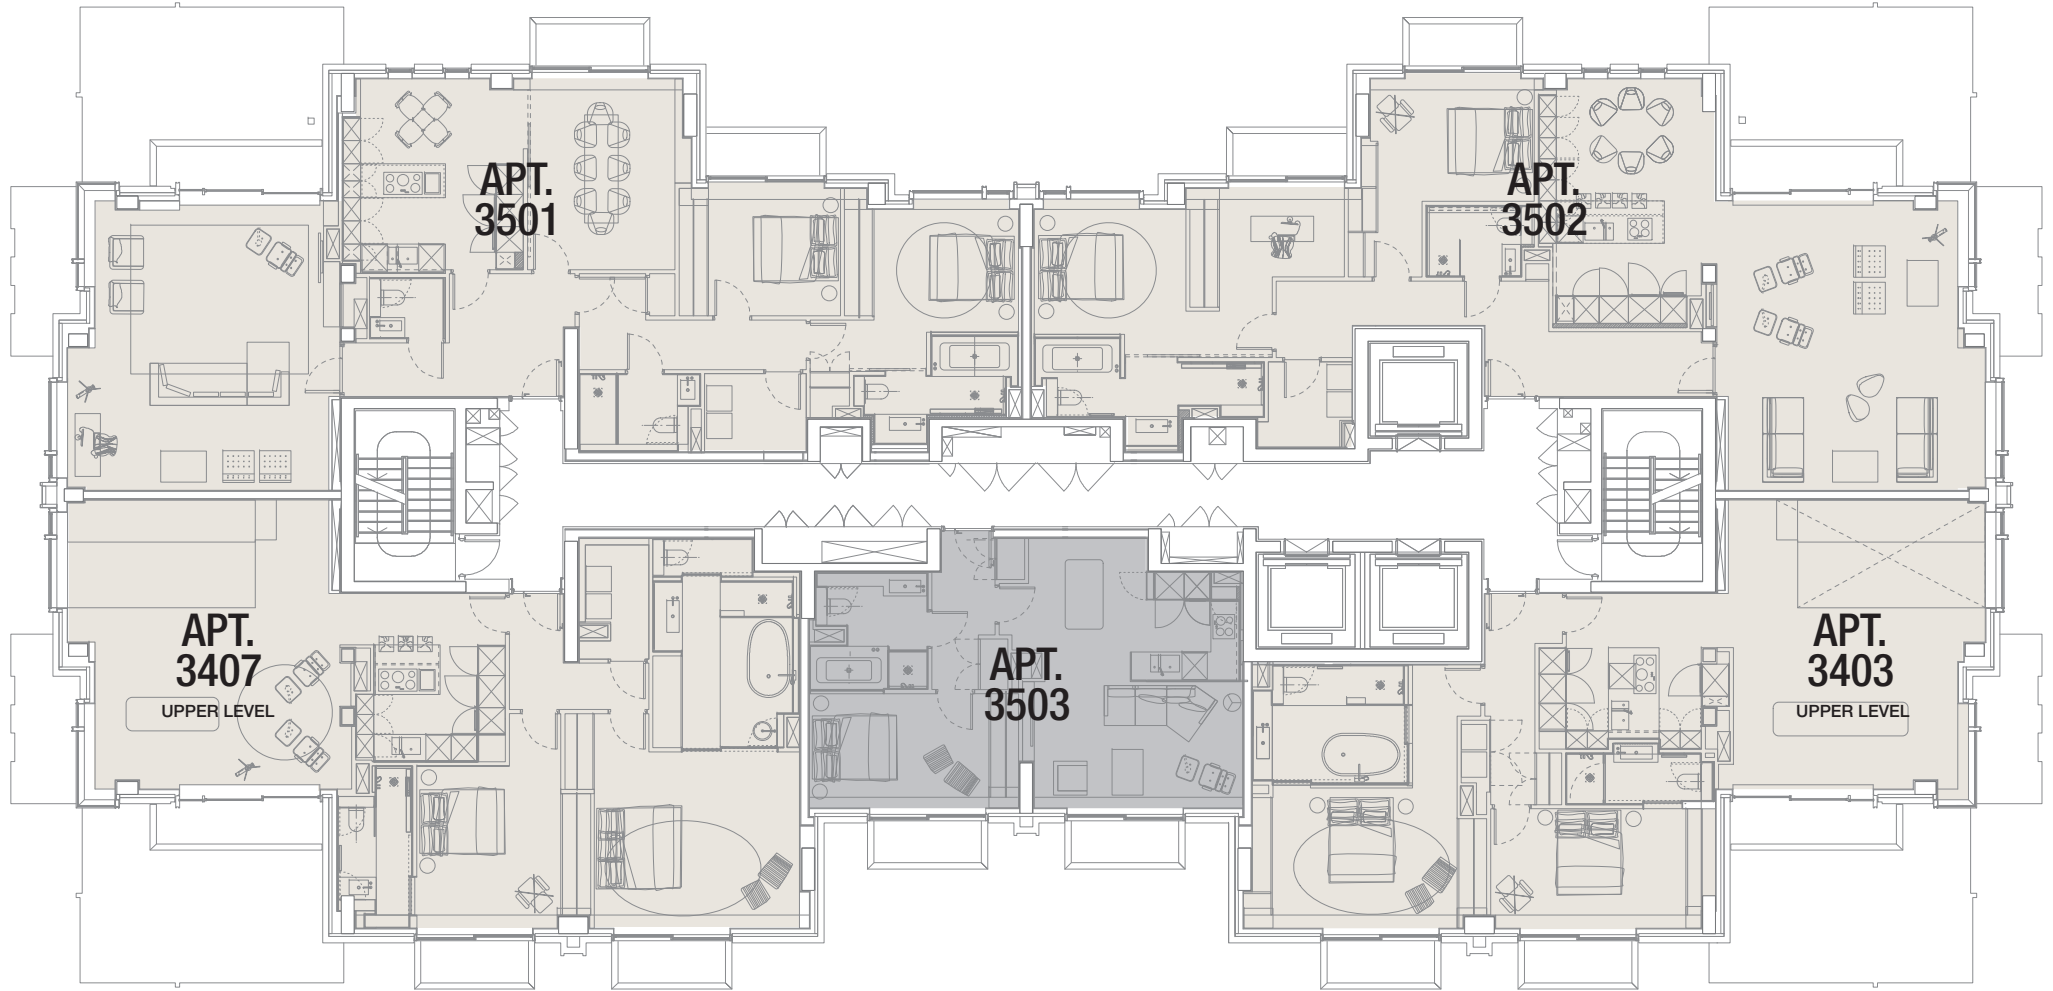 APT.
3501
APT.
3502
APT.
3407
UPPER LEVEL
APT.
3503
APT.
3403
UPPER LEVEL